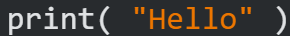 print( "Hello" )